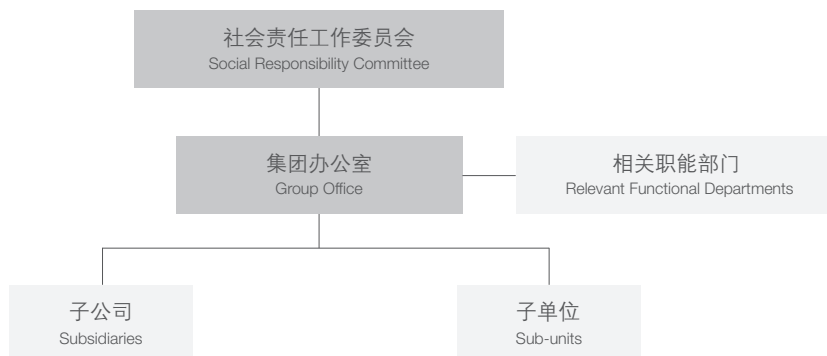 社会责任工作委员会
Social Responsibility Committee
集团办公室
Group Office
相关职能部门
Relevant Functional Departments
子公司
Subsidiaries
子单位
Sub-units